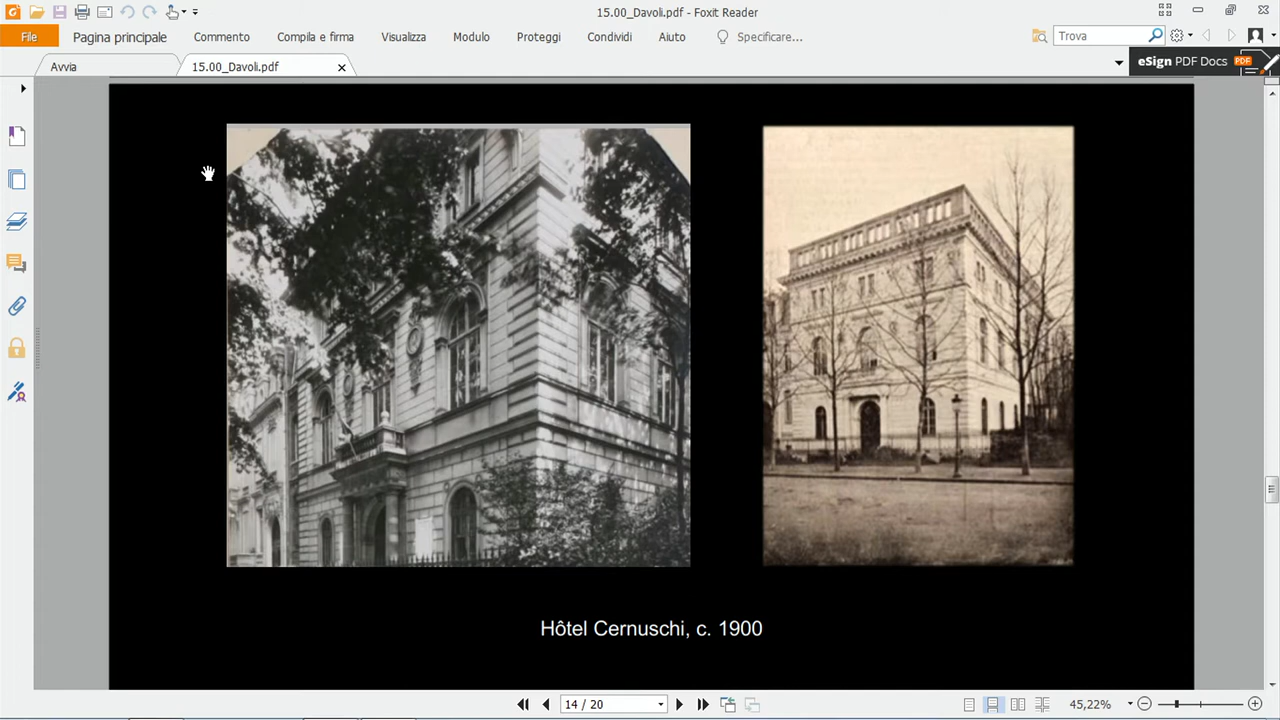 15.00_Davoli.pdf - Foxit Reader
File Pagina principale Commento Compila e firma Visualizza Modulo Proteggi Condividi Aiuto Specificare... Trova
Avvia 15.00_Davoli.pdf eSign PDF Docs PDF
Hôtel Cernuschi, c. 1900
14 / 20 45,22%